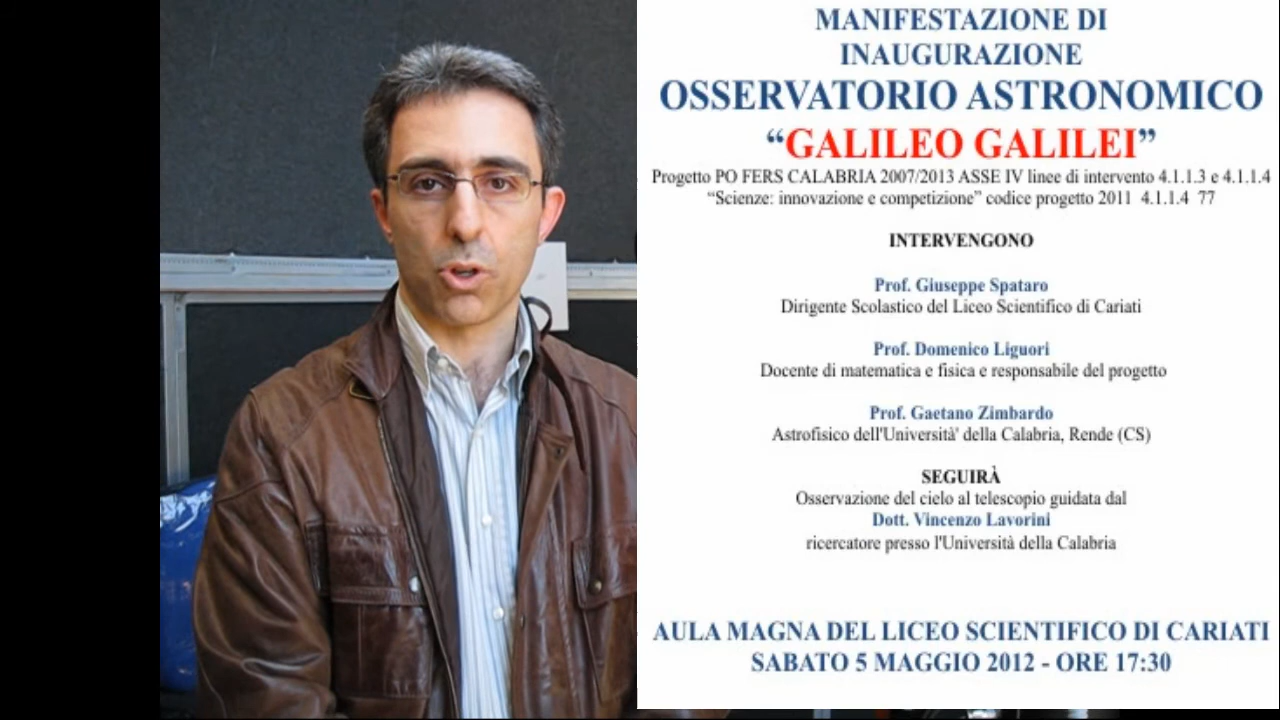 MANIFESTAZIONE DI
INAUGURAZIONE
OSSERVATORIO ASTRONOMICO
“GALILEO GALILEI”
Progetto PO FERS CALABRIA 2007/2013 ASSE IV linee di intervento 4.1.1.3 e 4.1.1.4
“Scienze: innovazione e competizione” codice progetto 2011 4.1.1.4 77
INTERVENGONO
Prof. Giuseppe Spataro
Dirigente Scolastico del Liceo Scientifico di Cariati
Prof. Domenico Liguori
Docente di matematica e fisica e responsabile del progetto
Prof. Gaetano Zimbardo
Astrofisico dell'Università' della Calabria, Rende (CS)
SEGUIRÀ
Osservazione del cielo al telescopio guidata dal
Dott. Vincenzo Lavorini
ricercatore presso l'Università della Calabria
AULA MAGNA DEL LICEO SCIENTIFICO DI CARIATI
SABATO 5 MAGGIO 2012 - ORE 17:30